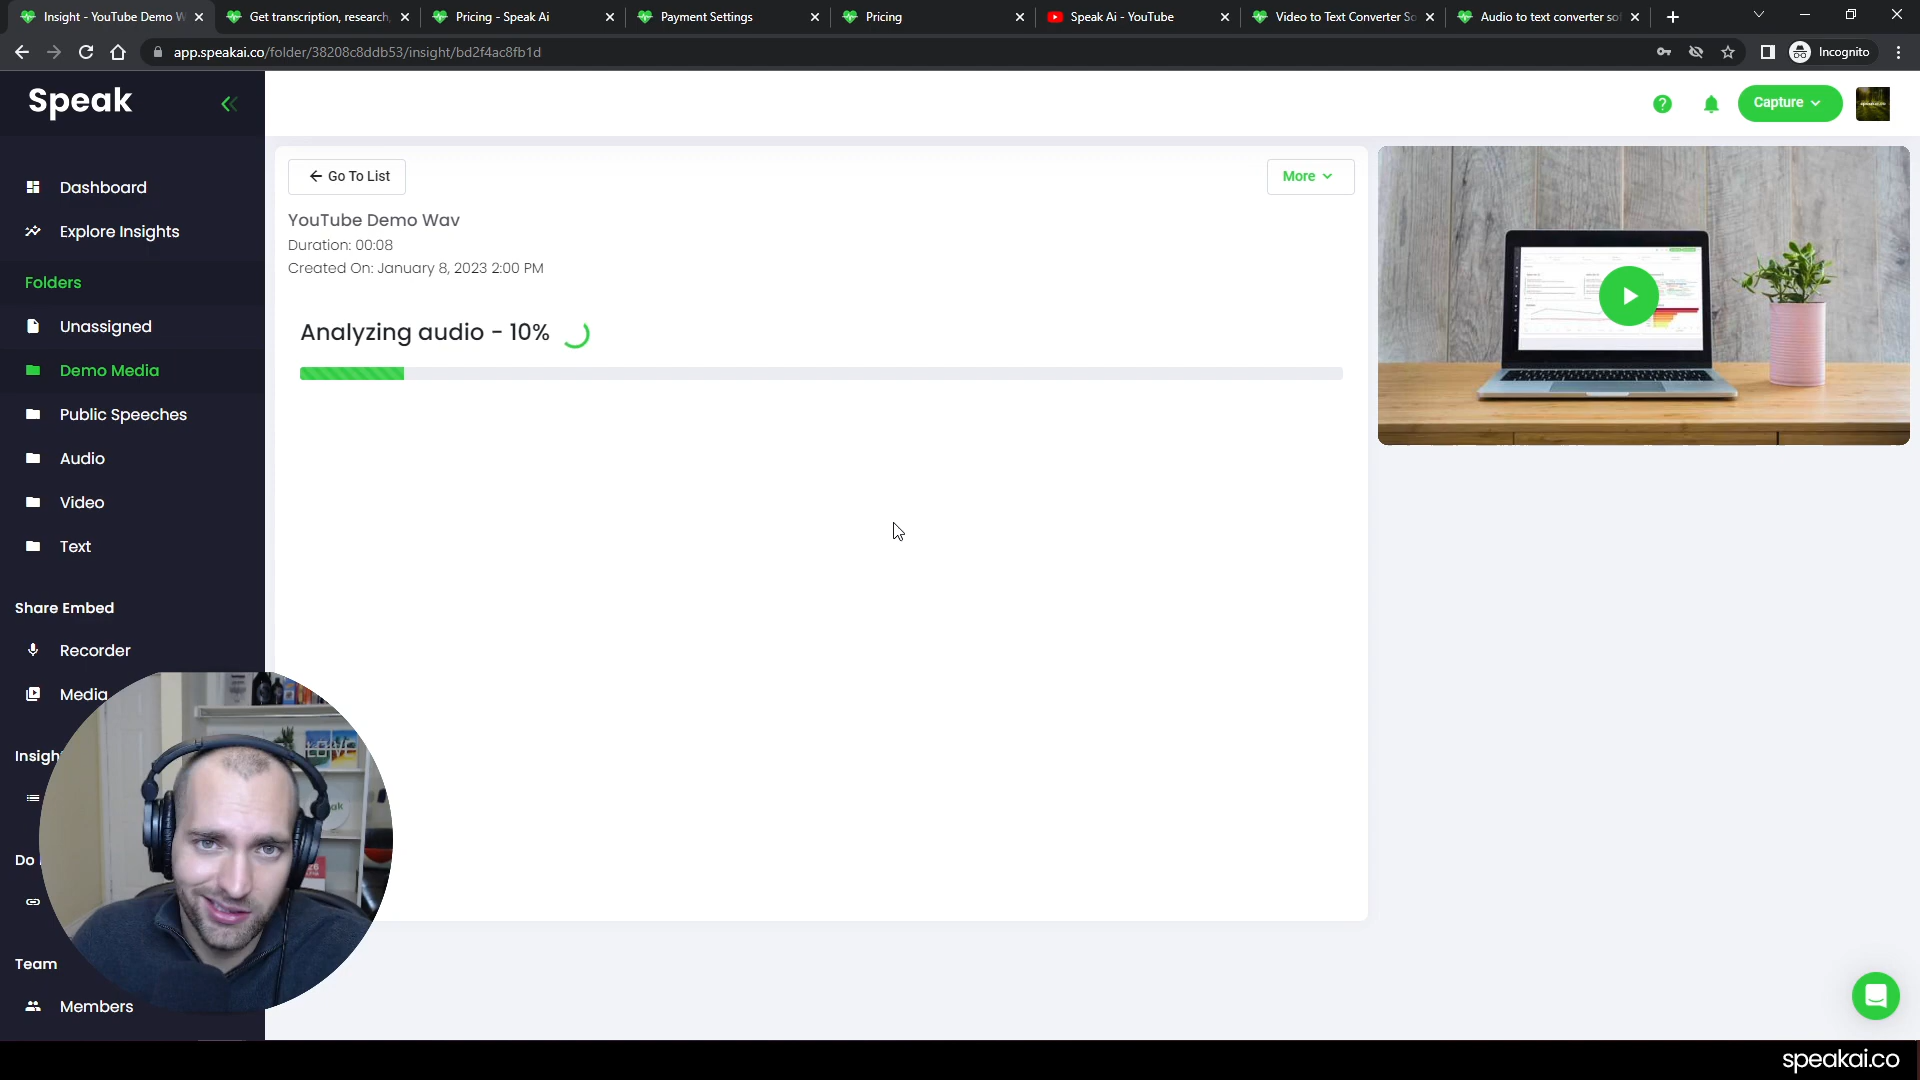 Insight - YouTube Demo W
Get transcription, research,
Pricing - Speak Ai
Payment Settings
Pricing
Speak Ai - YouTube
Video to Text Converter So
Audio to text converter sof
app.speakai.co/folder/38208c8ddb53/insight/bd2f4ac8fb1d
Incognito
Speak
Capture
Dashboard
Explore Insights
Folders
Unassigned
Demo Media
Public Speeches
Audio
Video
Text
Share Embed
Recorder
Media
Insigh
Do
Team
Members
Go To List
More
YouTube Demo Wav
Duration: 00:08
Created On: January 8, 2023 2:00 PM
Analyzing audio - 10%
speakai.co